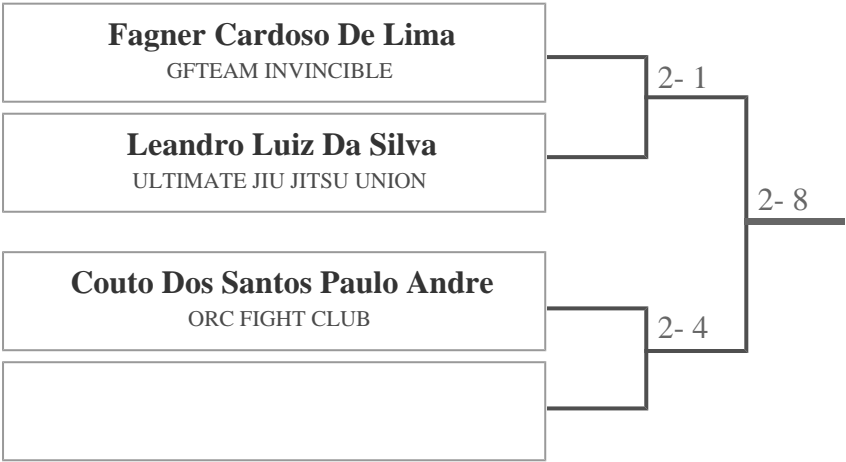 Fagner Cardoso De Lima
GFTEAM INVINCIBLE
2- 1
Leandro Luiz Da Silva
ULTIMATE JIU JITSU UNION
2- 8
Couto Dos Santos Paulo Andre
ORC FIGHT CLUB
2- 4